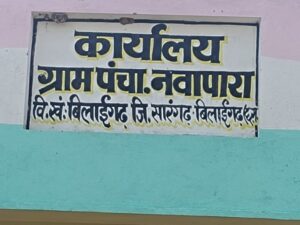 कार्यालय
ग्राम पंचा. नवापारा
वि.खं. बिलाईगढ़ जि. सारंगढ़ बिलाईगढ़